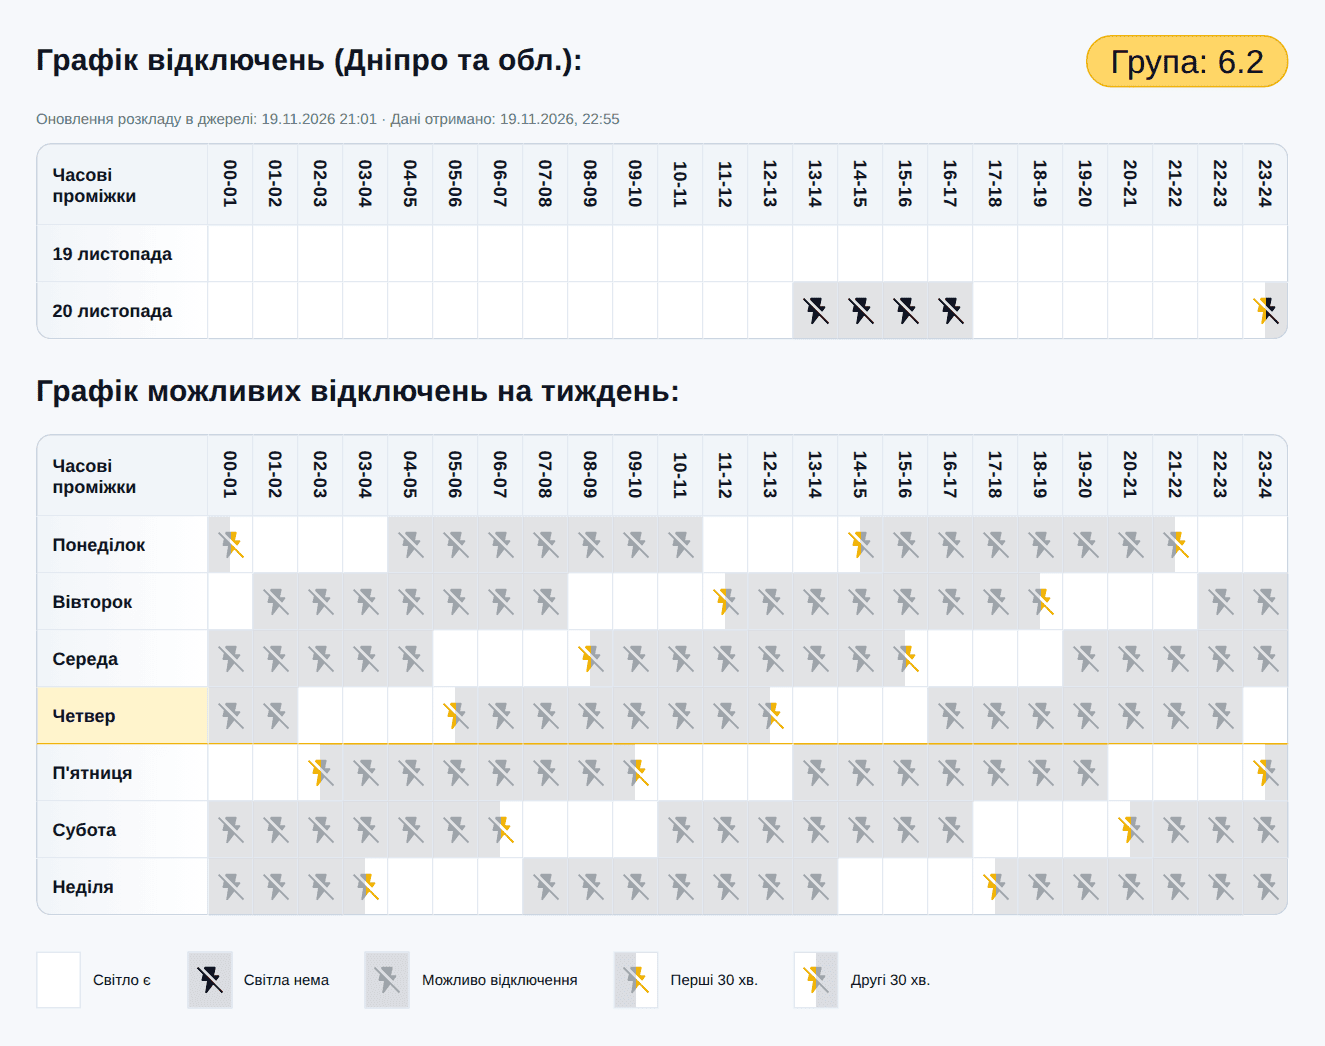 Графік відключень (Дніпро та обл.):
Група: 6.2
Оновлення розкладу в джерелі: 19.11.2026 21:01 · Дані отримано: 19.11.2026, 22:55
Часові проміжки 00-01 01-02 02-03 03-04 04-05 05-06 06-07 07-08 08-09 09-10 10-11 11-12 12-13 13-14 14-15 15-16 16-17 17-18 18-19 19-20 20-21 21-22 22-23 23-24
19 листопада
20 листопада
Графік можливих відключень на тиждень:
Часові проміжки 00-01 01-02 02-03 03-04 04-05 05-06 06-07 07-08 08-09 09-10 10-11 11-12 12-13 13-14 14-15 15-16 16-17 17-18 18-19 19-20 20-21 21-22 22-23 23-24
Понеділок
Вівторок
Середа
Четвер
П'ятниця
Субота
Неділя
Світло є Світла нема Можливо відключення Перші 30 хв. Другі 30 хв.